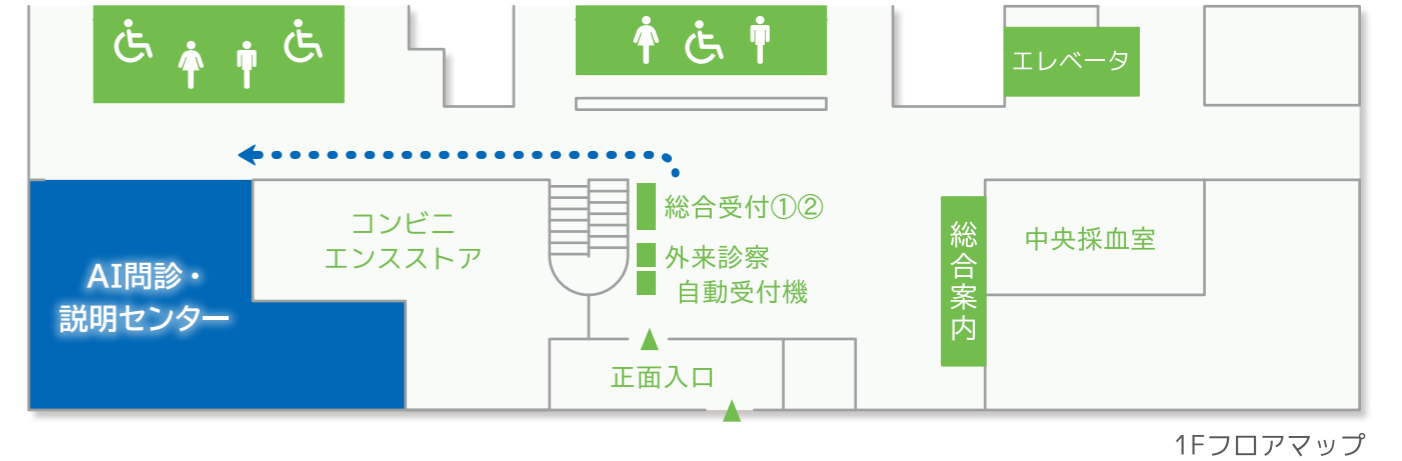 エレベータ
総合受付①②
コンビニ
エンスストア
外来診察
自動受付機
総合案内
中央採血室
AI問診・
説明センター
正面入口
1Fフロアマップ